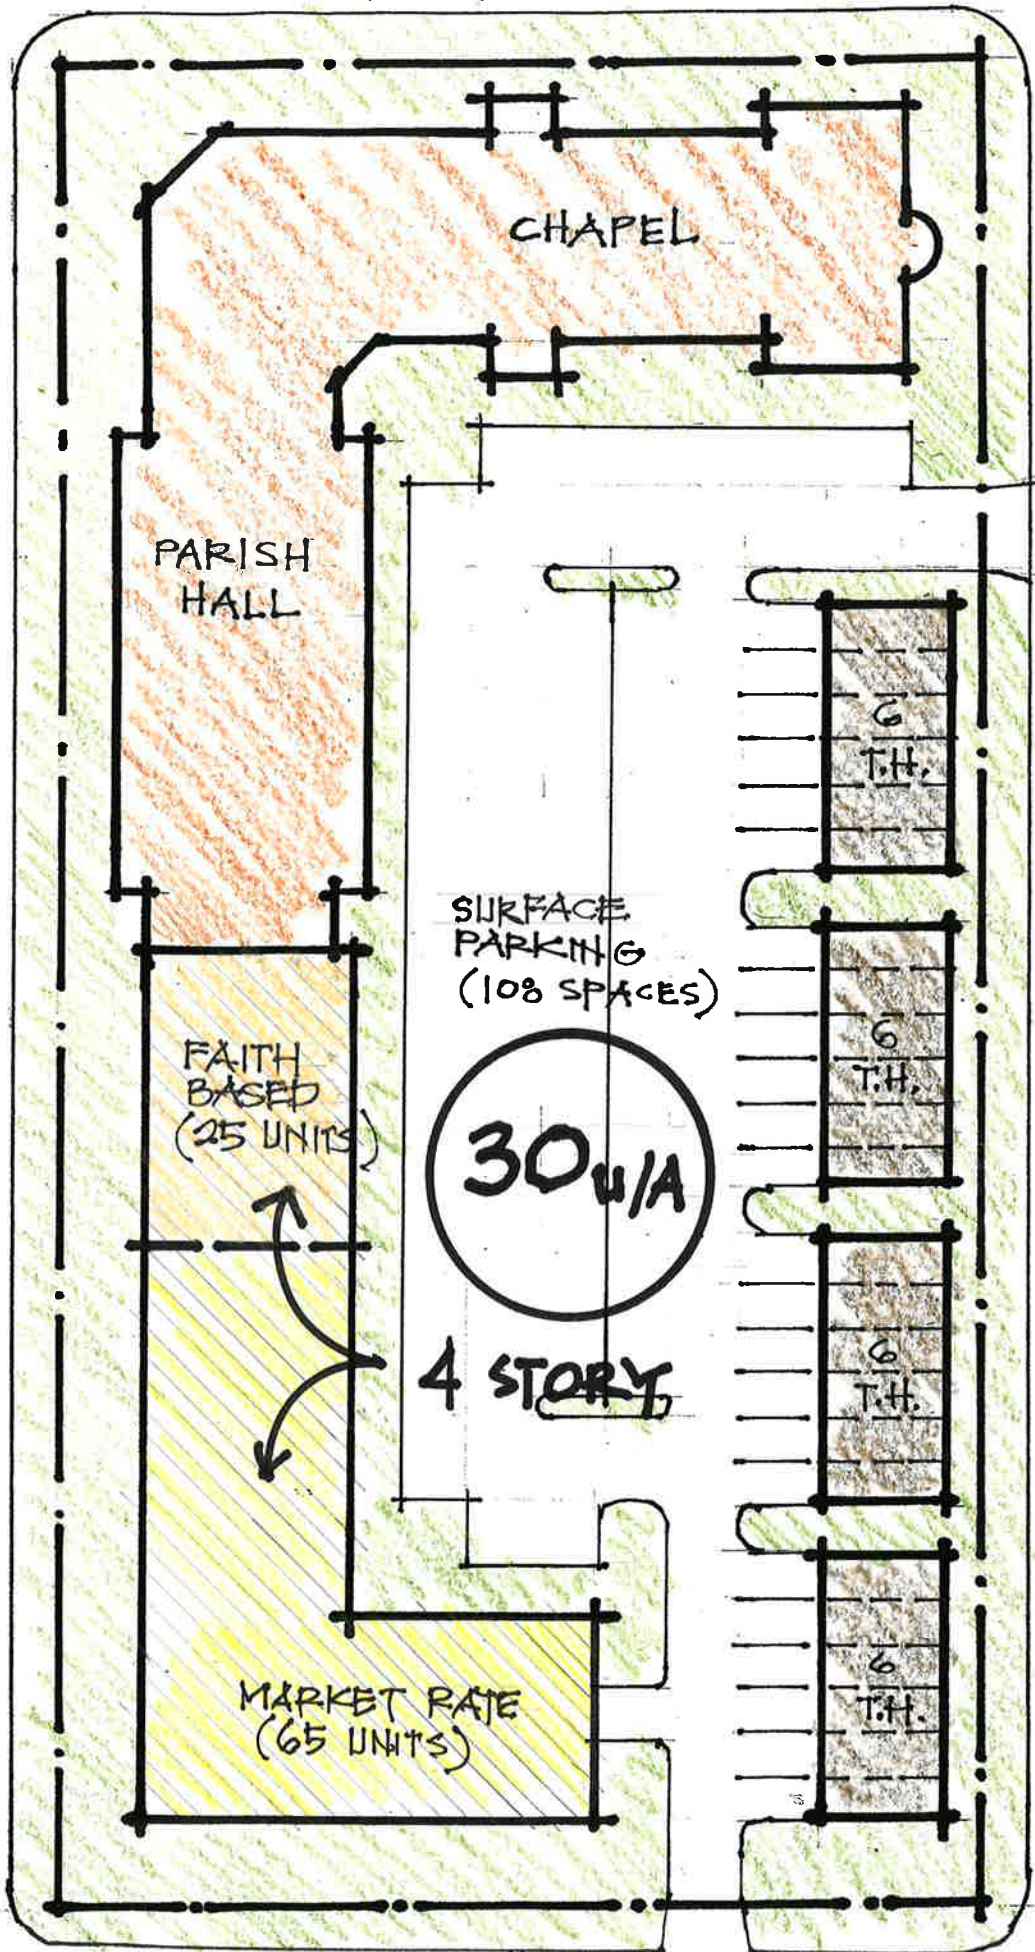 CHAPEL
PARISH
HALL
6
T.H.
SURFACE
PARKING
(108 SPACES)
6
T.H.
FAITH
BASED
(25 UNITS)
30 U/A
6
T.H.
4 STORY
MARKET RATE
(65 UNITS)
6
T.H.